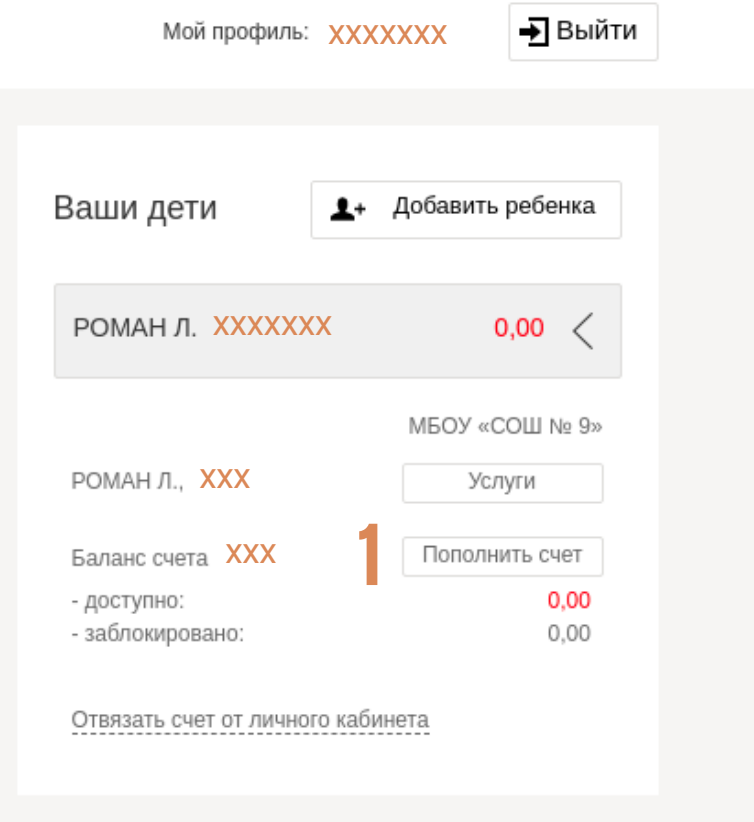 Мой профиль: XXXXXXX Выйти
Ваши дети Добавить ребенка
РОМАН Л. XXXXXXX 0,00
МБОУ «СОШ № 9»
РОМАН Л., XXX Услуги
Баланс счета XXX 1 Пополнить счет
- доступно: 0,00
- заблокировано: 0,00
Отвязать счет от личного кабинета